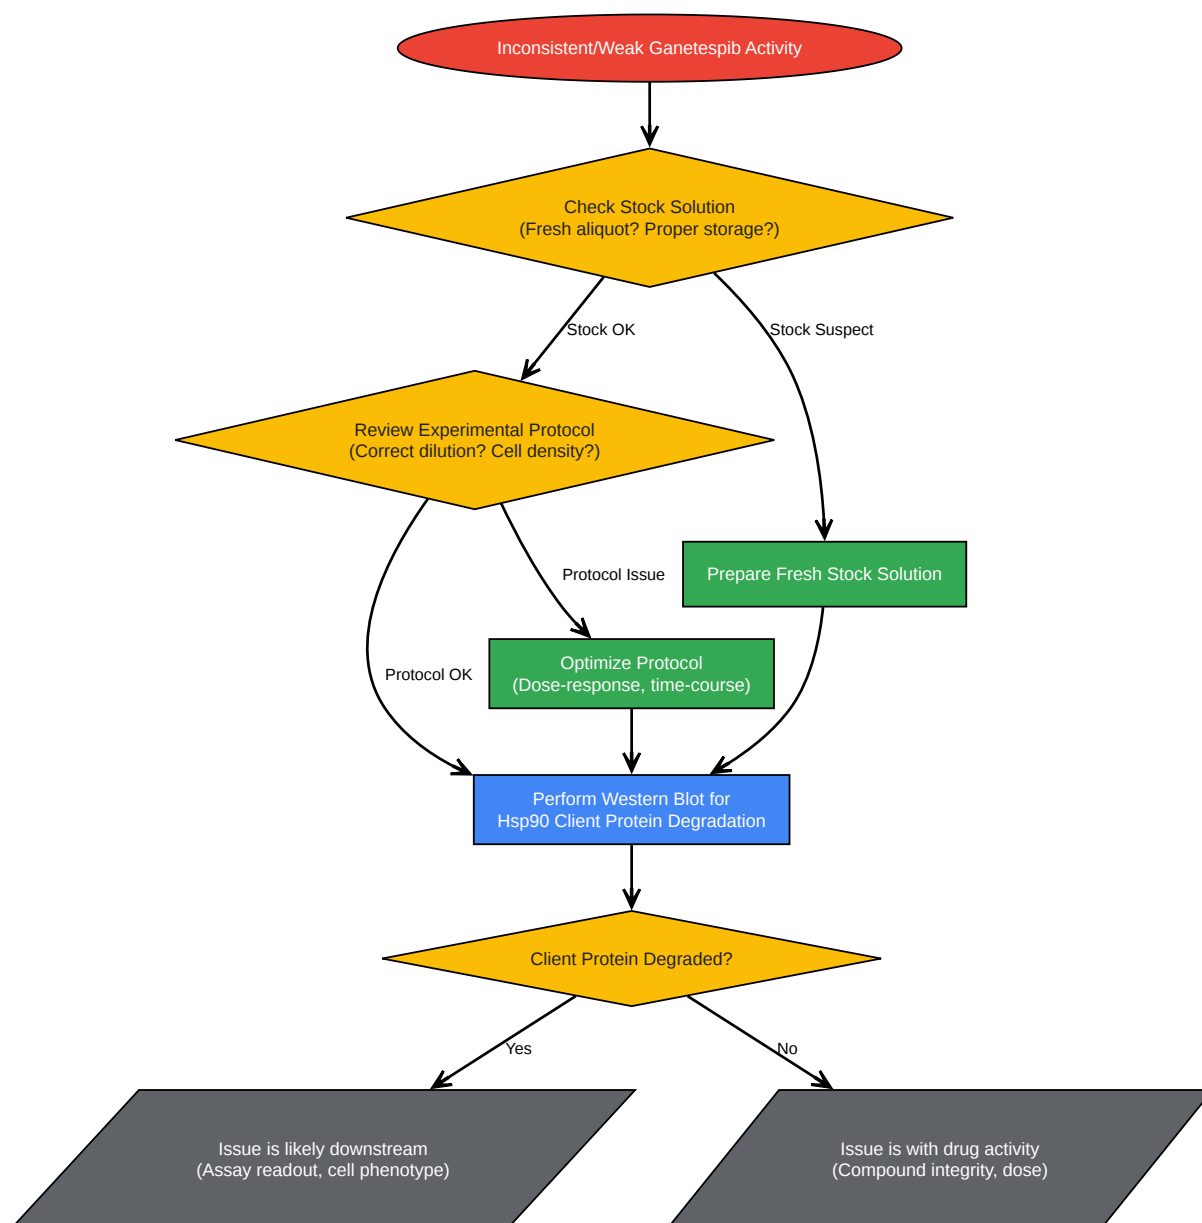 Inconsistent/Weak Ganetespib Activity
Check Stock Solution
(Fresh aliquot? Proper storage?)
Stock OK
Stock Suspect
Review Experimental Protocol
(Correct dilution? Cell density?)
Protocol Issue
Prepare Fresh Stock Solution
Optimize Protocol
(Dose-response, time-course)
Protocol OK
Perform Western Blot for
Hsp90 Client Protein Degradation
Client Protein Degraded?
Yes
No
Issue is likely downstream
(Assay readout, cell phenotype)
Issue is with drug activity
(Compound integrity, dose)